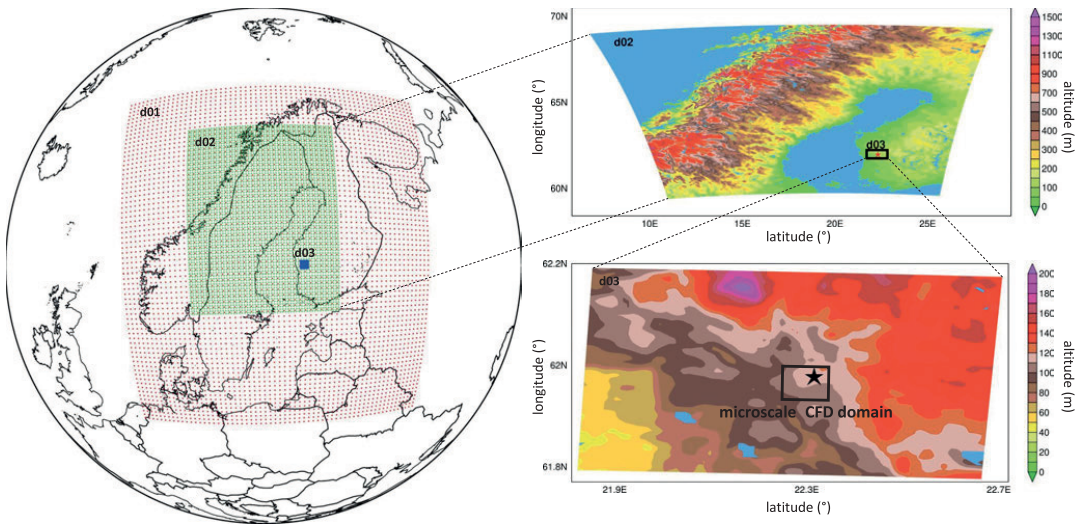 d01
d02
d03
70N
65N
60N
longitude (°)
d02
d03
10E
15E
20E
25E
latitude (°)
1500
1300
1100
900
700
500
400
300
200
100
0
altitude (m)
62.2N
62N
61.8N
longitude (°)
d03
microscale CFD domain
21.9E
22.3E
22.7E
latitude (°)
200
180
160
140
120
100
80
60
40
20
0
altitude (m)